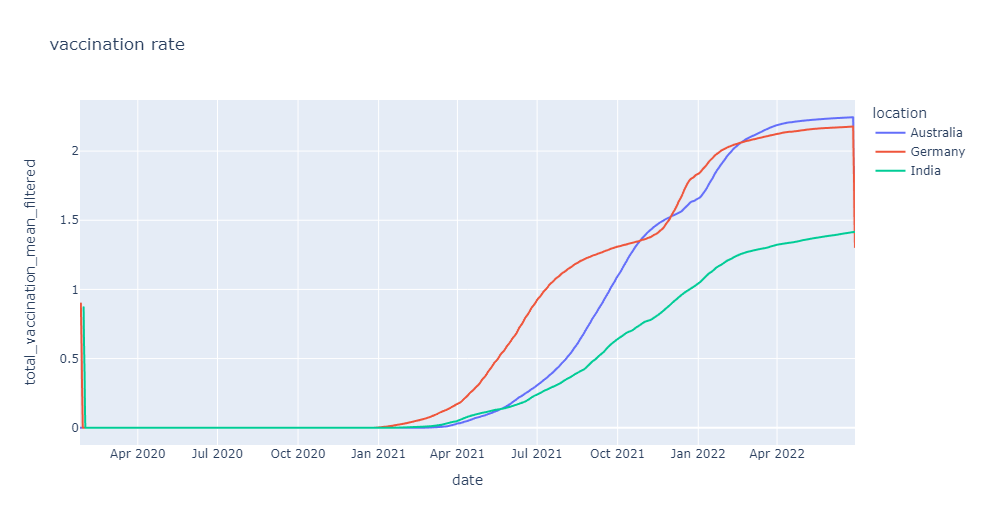 vaccination rate
total_vaccination_mean_filtered
2
1.5
1
0.5
0
Apr 2020
Jul 2020
Oct 2020
Jan 2021
Apr 2021
Jul 2021
Oct 2021
Jan 2022
Apr 2022
date
location
Australia
Germany
India